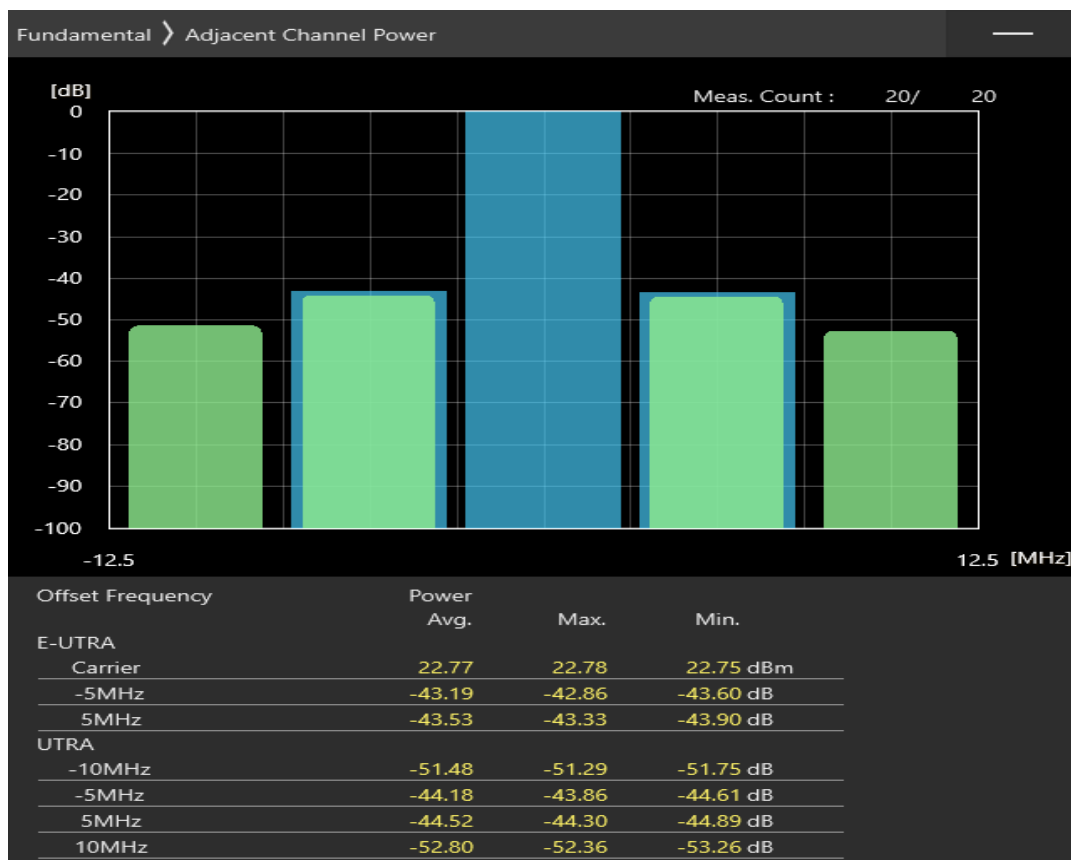 Fundamental 》 Adjacent Channel Power
[dB]
Meas. Count : 20/ 20
0
-10
-20
-30
-40
-50
-60
-70
-80
-90
-100
-12.5 12.5 [MHz]
Offset Frequency Power
Avg. Max. Min.
E-UTRA
Carrier 22.77 22.78 22.75 dBm
-5MHz -43.19 -42.86 -43.60 dB
5MHz -43.53 -43.33 -43.90 dB
UTRA
-10MHz -51.48 -51.29 -51.75 dB
-5MHz -44.18 -43.86 -44.61 dB
5MHz -44.52 -44.30 -44.89 dB
10MHz -52.80 -52.36 -53.26 dB